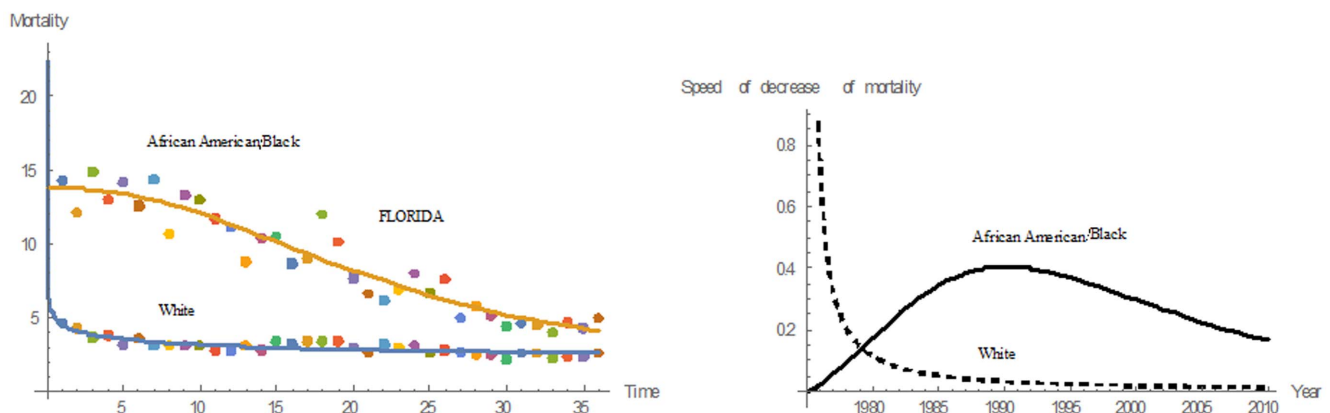 Mortality
20
15
10
5
African American/Black
FLORIDA
White
5 10 15 20 25 30 35
Time
Speed of decrease of mortality
0.8
0.6
0.4
0.2
African American/Black
White
1980 1985 1990 1995 2000 2005 2010
Year